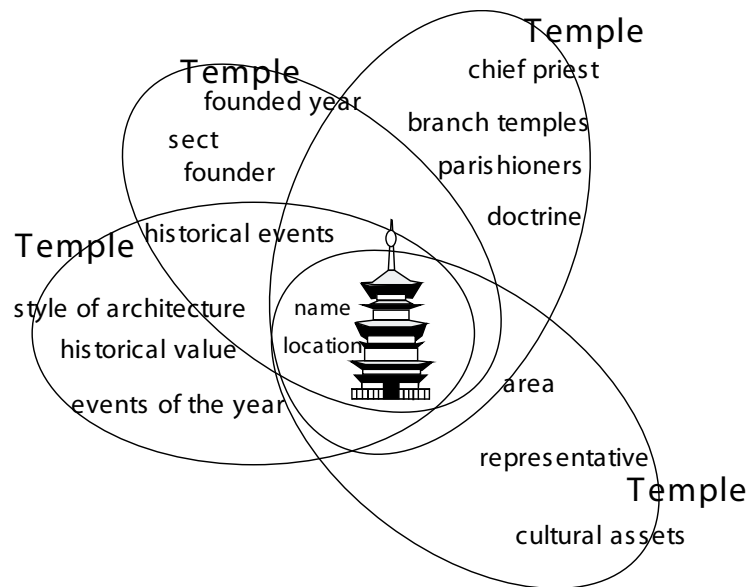 Temple
chief priest
branch temples
parishioners
doctrine
Temple
founded year
sect
founder
Temple
historical events
style of architecture
historical value
events of the year
name
location
area
representative
Temple
cultural assets